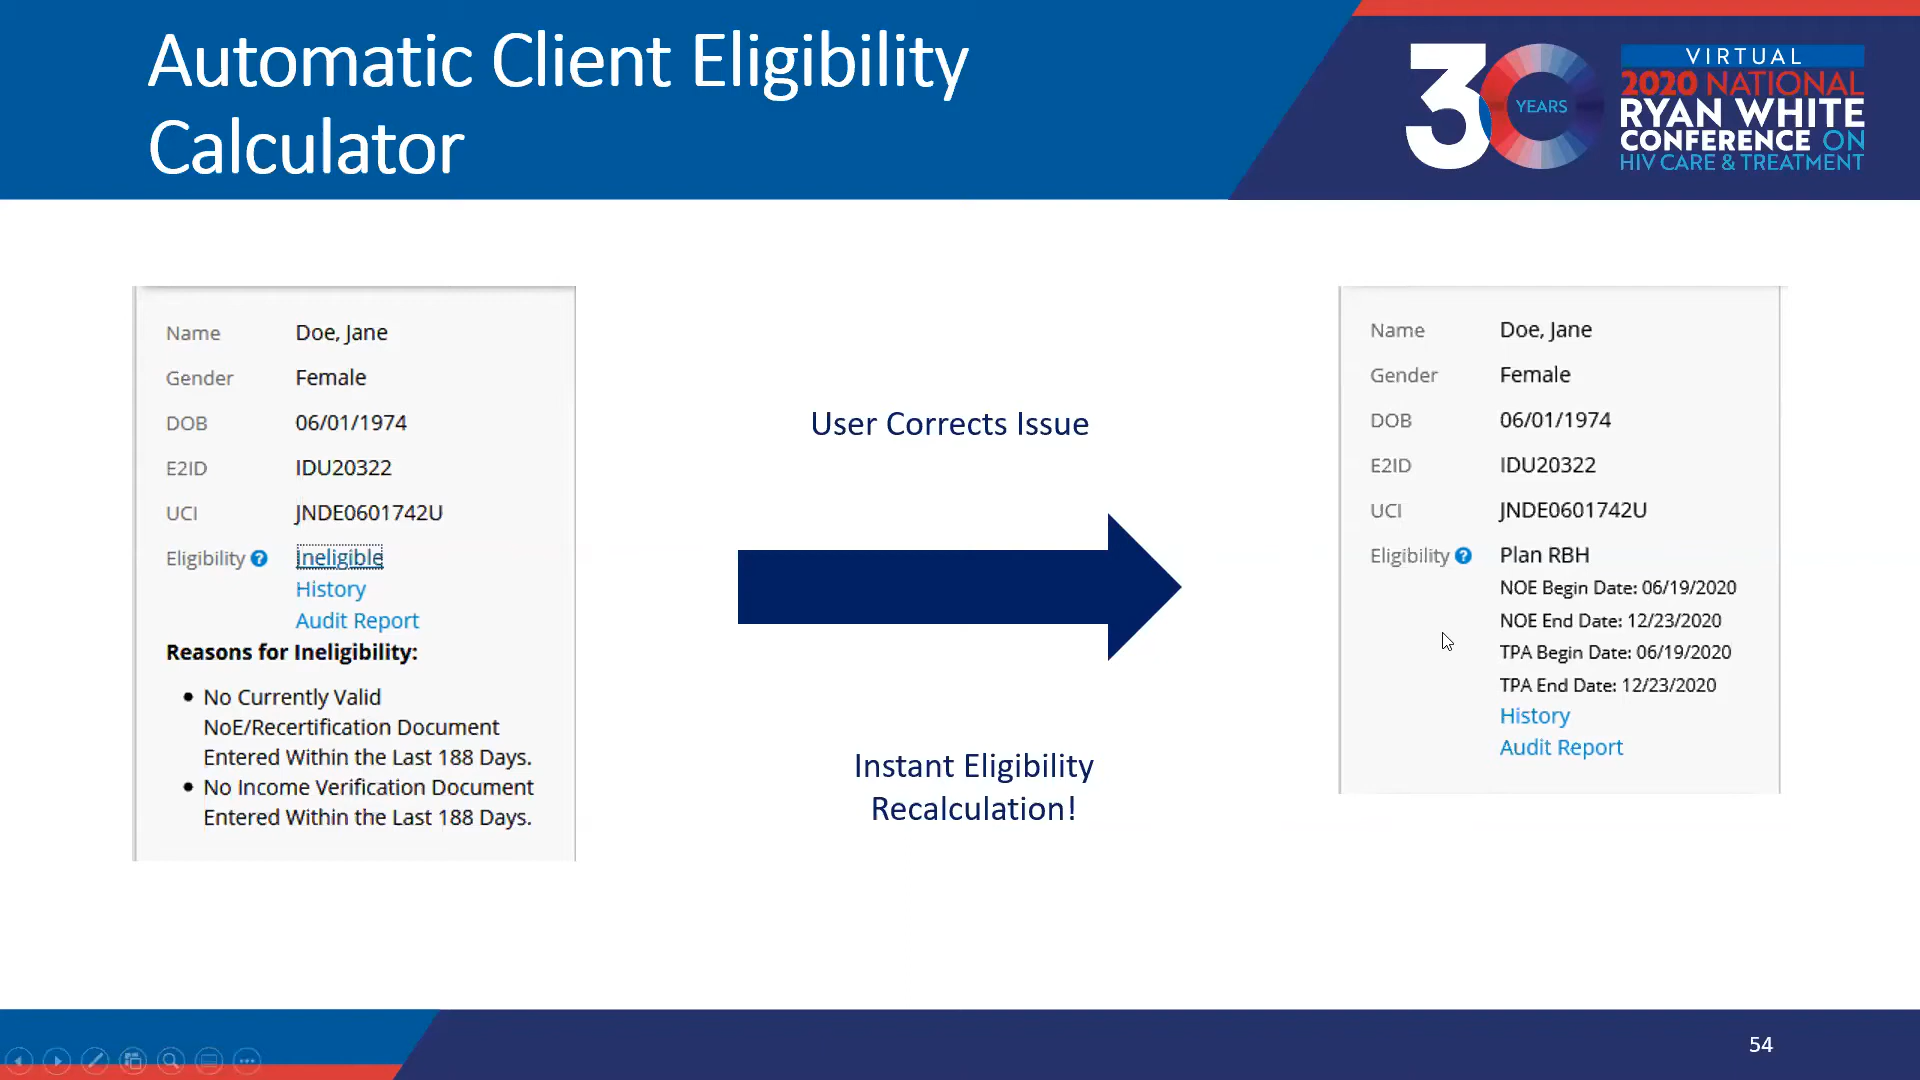 Automatic Client Eligibility
Calculator
30
YEARS
VIRTUAL
2020 NATIONAL
RYAN WHITE
CONFERENCE ON
HIV CARE & TREATMENT
Name Doe, Jane
Gender Female
DOB 06/01/1974
E2ID IDU20322
UCI JNDE0601742U
Eligibility ? Ineligible
History
Audit Report
Reasons for Ineligibility:
• No Currently Valid
NoE/Recertification Document
Entered Within the Last 188 Days.
• No Income Verification Document
Entered Within the Last 188 Days.
User Corrects Issue
Instant Eligibility
Recalculation!
Name Doe, Jane
Gender Female
DOB 06/01/1974
E2ID IDU20322
UCI JNDE0601742U
Eligibility ? Plan RBH
NOE Begin Date: 06/19/2020
NOE End Date: 12/23/2020
TPA Begin Date: 06/19/2020
TPA End Date: 12/23/2020
History
Audit Report
54